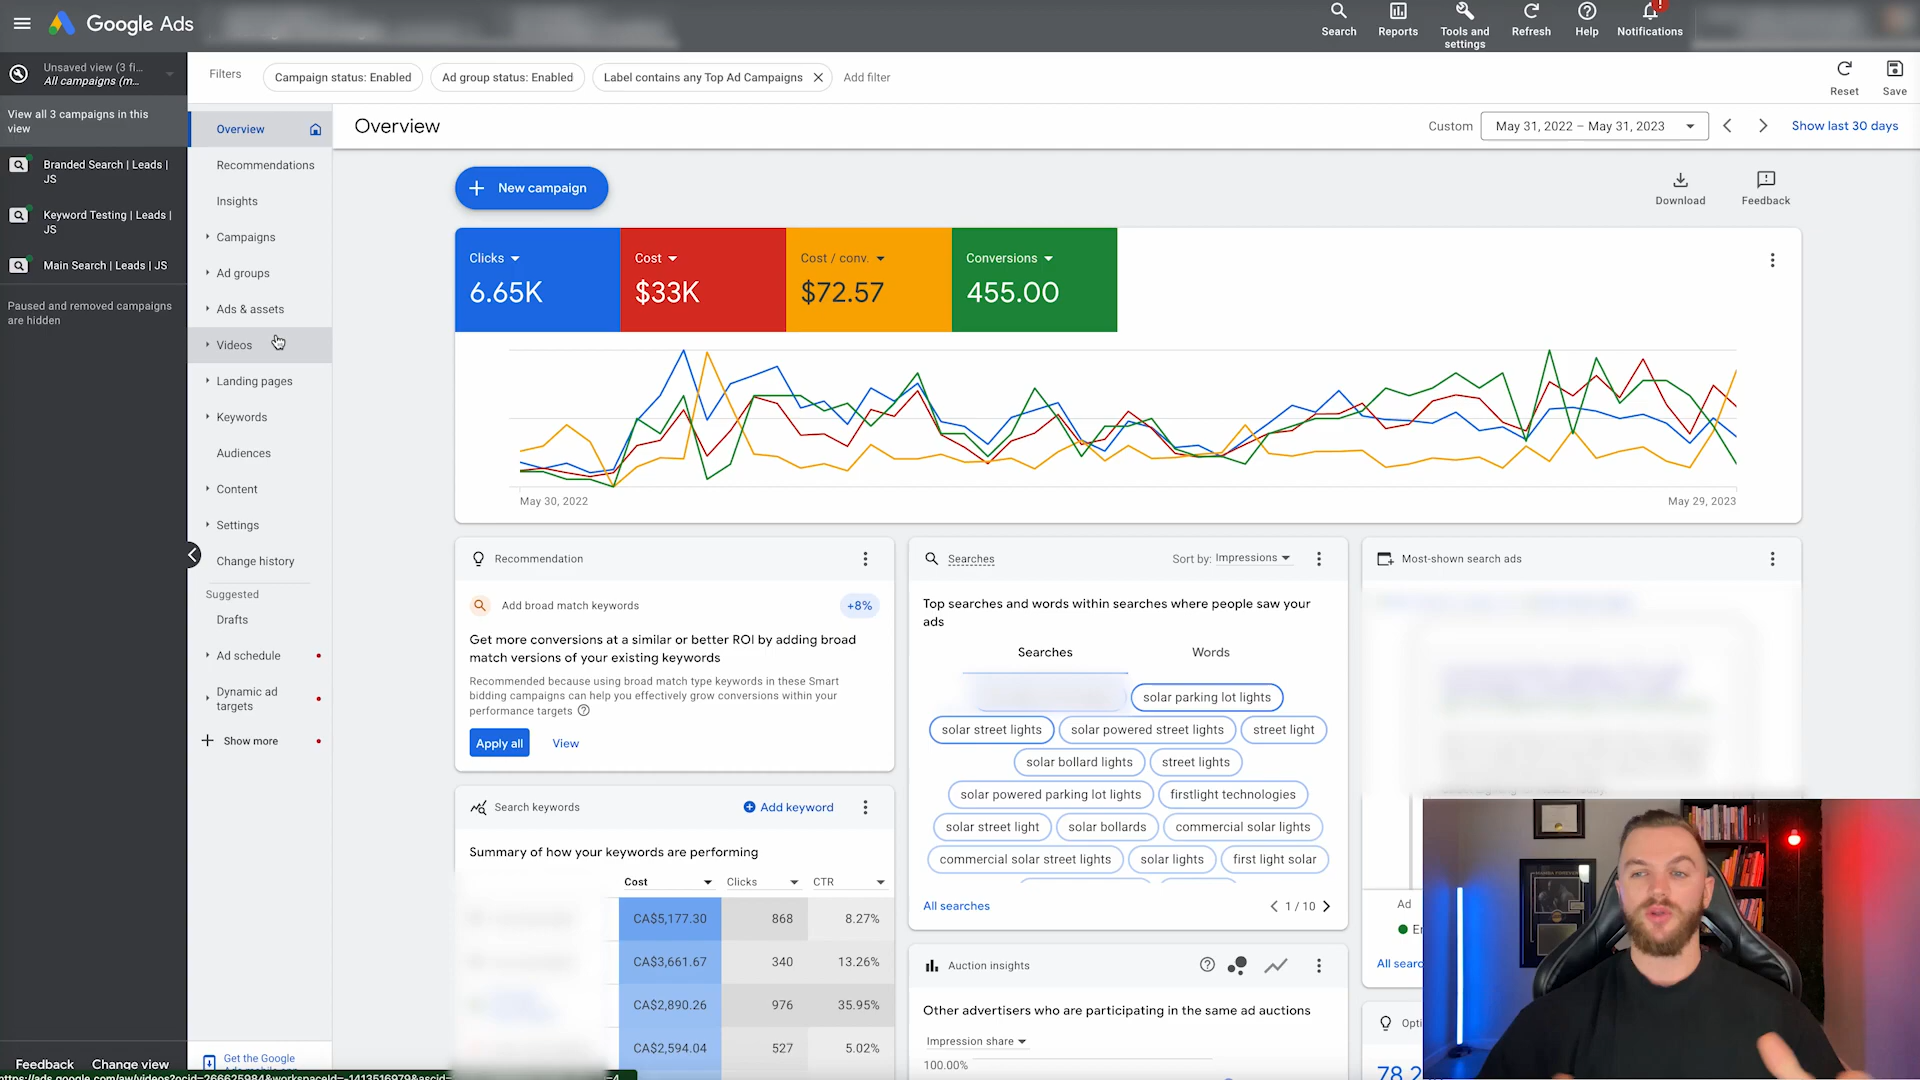 Google Ads
Search
Reports
Tools and
settings
Refresh
Help
!
Notifications
Unsaved view (3 fi...
All campaigns (m...
View all 3 campaigns in this
view
Branded Search | Leads |
JS
Keyword Testing | Leads |
JS
Main Search | Leads | JS
Paused and removed campaigns
are hidden
Feedback
Change view
Filters
Campaign status: Enabled
Ad group status: Enabled
Label contains any Top Ad Campaigns
Add filter
Reset
Save
Overview
Recommendations
Insights
Campaigns
Ad groups
Ads & assets
Videos
Landing pages
Keywords
Audiences
Content
Settings
Change history
Suggested
Drafts
Ad schedule
Dynamic ad
targets
Show more
Get the Google
Overview
Custom
May 31, 2022 – May 31, 2023
Show last 30 days
New campaign
Download
Feedback
Clicks
6.65K
Cost
$33K
Cost / conv.
$72.57
Conversions
455.00
May 30, 2022
May 29, 2023
Recommendation
Add broad match keywords
+8%
Get more conversions at a similar or better ROI by adding broad
match versions of your existing keywords
Recommended because using broad match type keywords in these Smart
bidding campaigns can help you effectively grow conversions within your
performance targets
Apply all
View
Search keywords
Add keyword
Summary of how your keywords are performing
Cost
Clicks
CTR
CA$5,177.30
868
8.27%
CA$3,661.67
340
13.26%
CA$2,890.26
976
35.95%
CA$2,594.04
527
5.02%
Searches
Sort by: Impressions
Top searches and words within searches where people saw your
ads
Searches
Words
solar parking lot lights
solar street lights
solar powered street lights
street light
solar bollard lights
street lights
solar powered parking lot lights
firstlight technologies
solar street light
solar bollards
commercial solar lights
commercial solar street lights
solar lights
first light solar
All searches
1 / 10
Auction insights
Other advertisers who are participating in the same ad auctions
Impression share
100.00%
Most-shown search ads
Ad
All sear
Opti
78.2